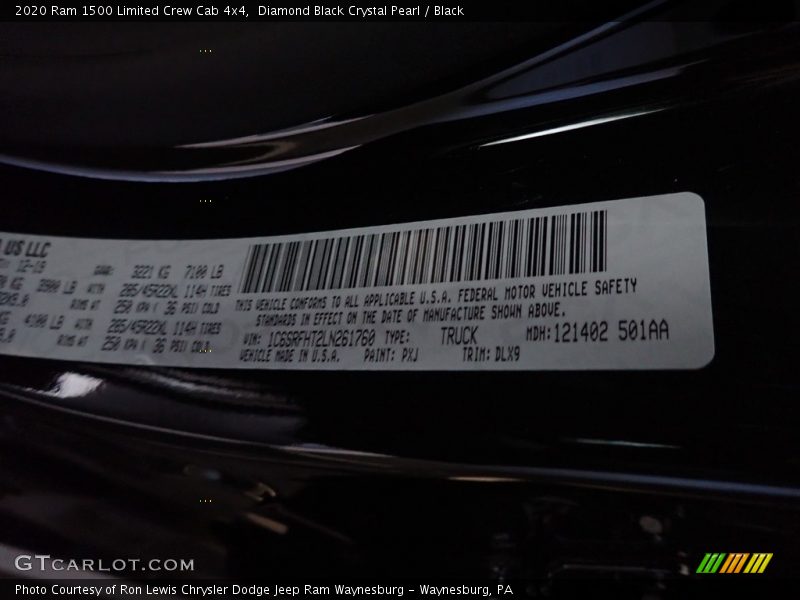 2020 Ram 1500 Limited Crew Cab 4x4,  Diamond Black Crystal Pearl / Black
US LLC
12-19 GAWR: 3221 KG 7100 LB
KG 3900 LB WITH 285/45R22XL 114H TIRES
RIMS AT 250 KPA / 36 PSI COLD
KG 4100 LB WITH 285/45R22XL 114H TIRES
RIMS AT 250 KPA / 36 PSI COLD
THIS VEHICLE CONFORMS TO ALL APPLICABLE U.S.A. FEDERAL MOTOR VEHICLE SAFETY
STANDARDS IN EFFECT ON THE DATE OF MANUFACTURE SHOWN ABOVE.
VIN: 1C6SRFHT2LN261760 TYPE: TRUCK MDH:121402 501AA
VEHICLE MADE IN U.S.A. PAINT: PXJ TRIM: DLX9
GTCARLOT.COM
Photo Courtesy of Ron Lewis Chrysler Dodge Jeep Ram Waynesburg - Waynesburg, PA